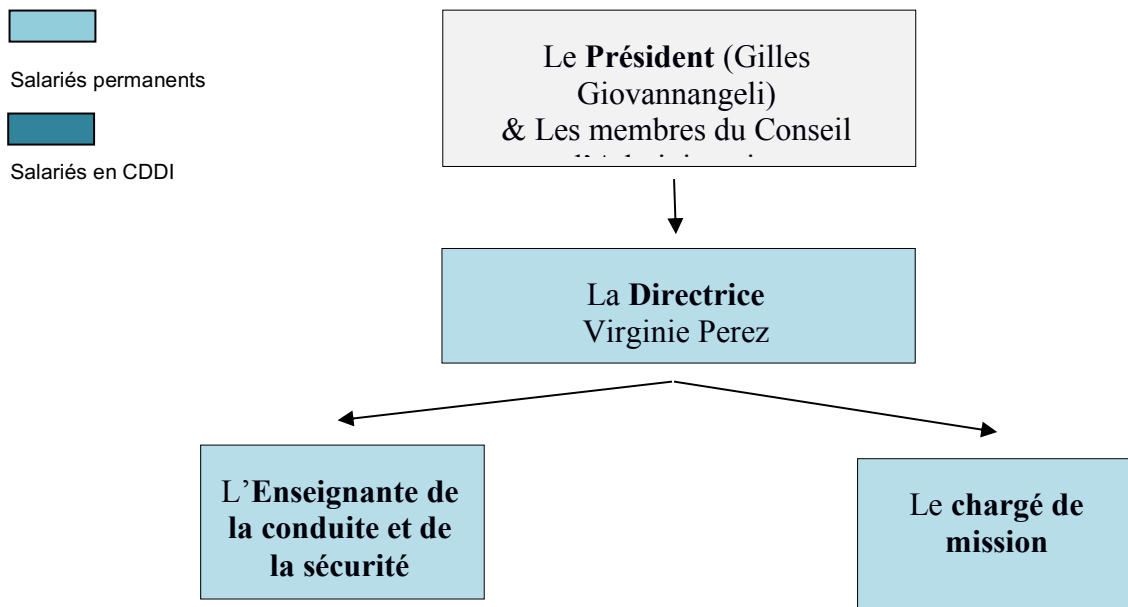 Salariés permanents
Salariés en CDDI
Le Président (Gilles
Giovannangeli)
& Les membres du Conseil
La Directrice
Virginie Perez
L’Enseignante de
la conduite et de
la sécurité
Le chargé de
mission